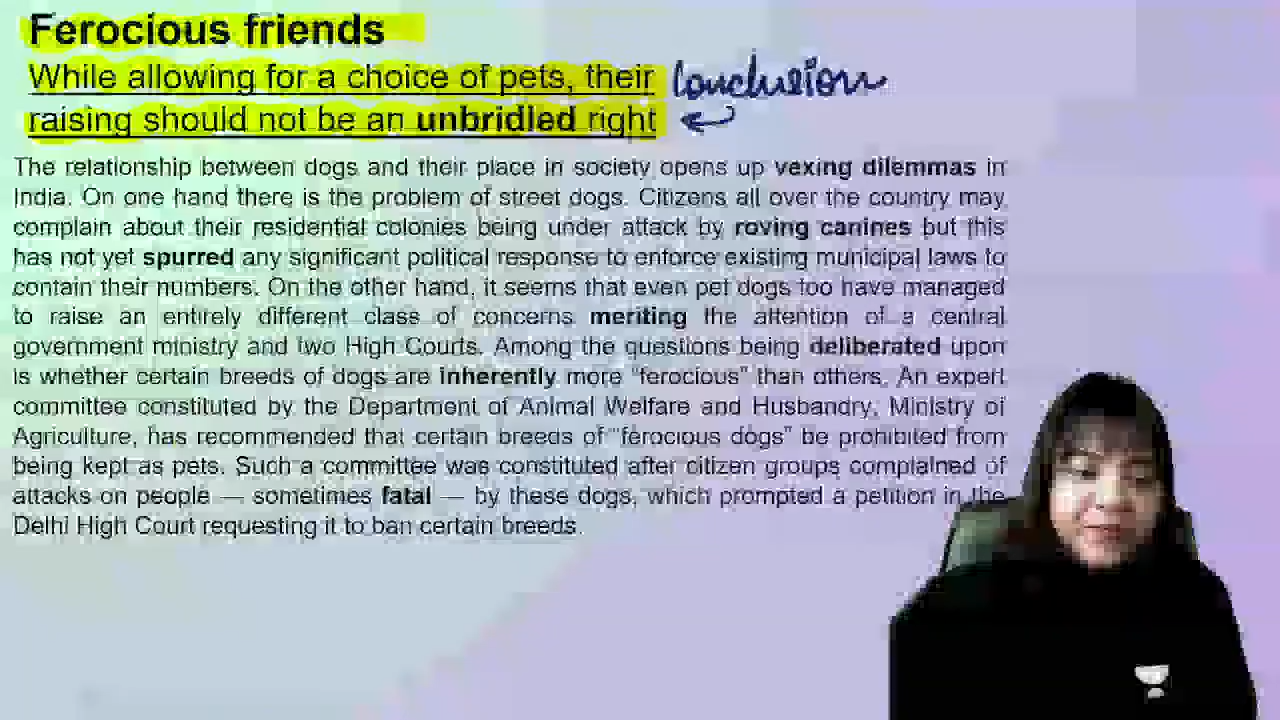 Ferocious friends
While allowing for a choice of pets, their
raising should not be an unbridled right
conclusion
The relationship between dogs and their place in society opens up vexing dilemmas in
India. On one hand there is the problem of street dogs. Citizens all over the country may
complain about their residential colonies being under attack by roving canines but this
has not yet spurred any significant political response to enforce existing municipal laws to
contain their numbers. On the other hand, it seems that even pet dogs too have managed
to raise an entirely different class of concerns meriting the attention of a central
government ministry and two High Courts. Among the questions being deliberated upon
is whether certain breeds of dogs are inherently more "ferocious" than others. An expert
committee constituted by the Department of Animal Welfare and Husbandry, Ministry of
Agriculture, has recommended that certain breeds of "ferocious dogs" be prohibited from
being kept as pets. Such a committee was constituted after citizen groups complained of
attacks on people — sometimes fatal — by these dogs, which prompted a petition in the
Delhi High Court requesting it to ban certain breeds.